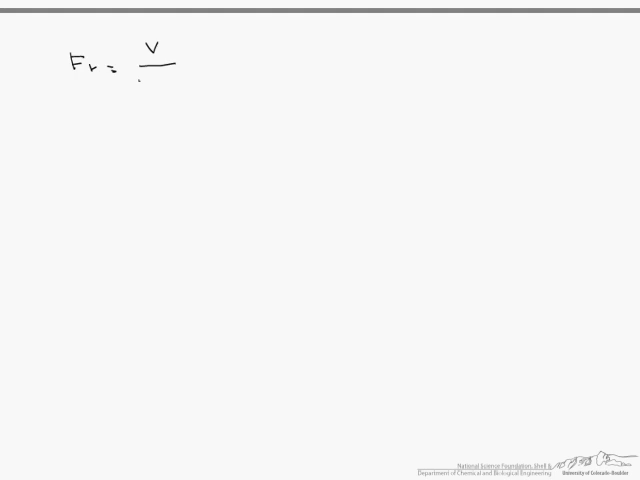 Fr = V
National Science Foundation, Shell &
Department of Chemical and Biological Engineering
University of Colorado-Boulder